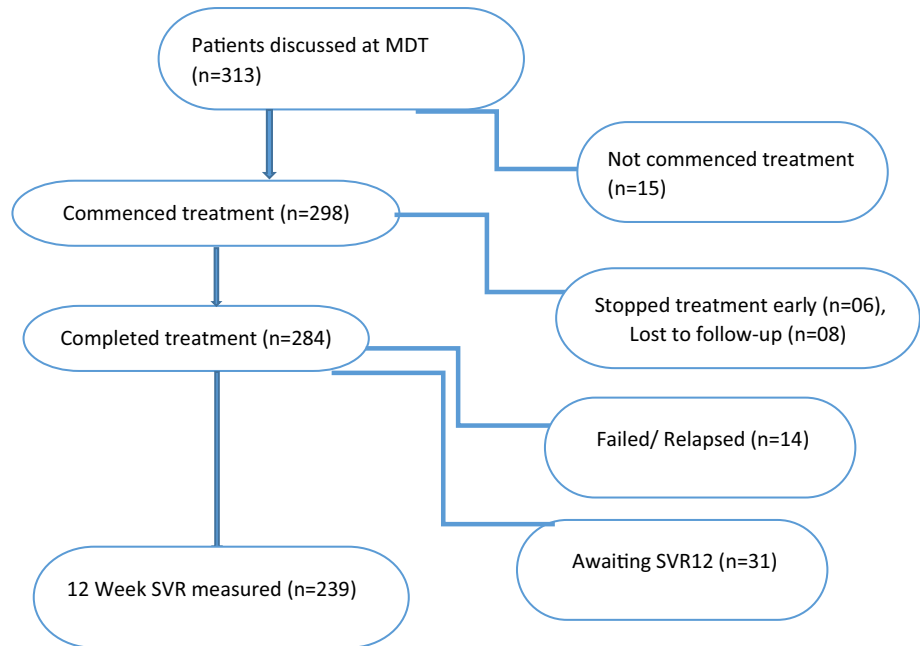 Patients discussed at MDT
(n=313)
Not commenced treatment
(n=15)
Commenced treatment (n=298)
Stopped treatment early (n=06),
Lost to follow-up (n=08)
Completed treatment (n=284)
Failed/ Relapsed (n=14)
Awaiting SVR12 (n=31)
12 Week SVR measured (n=239)